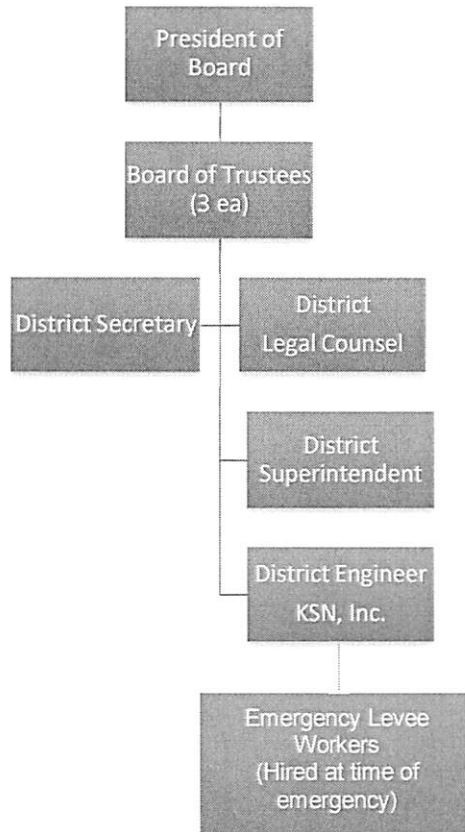 President of
Board
Board of Trustees
(3 ea)
District Secretary
District
Legal Counsel
District
Superintendent
District Engineer
KSN, Inc.
Emergency Levee
Workers
(Hired at time of
emergency)